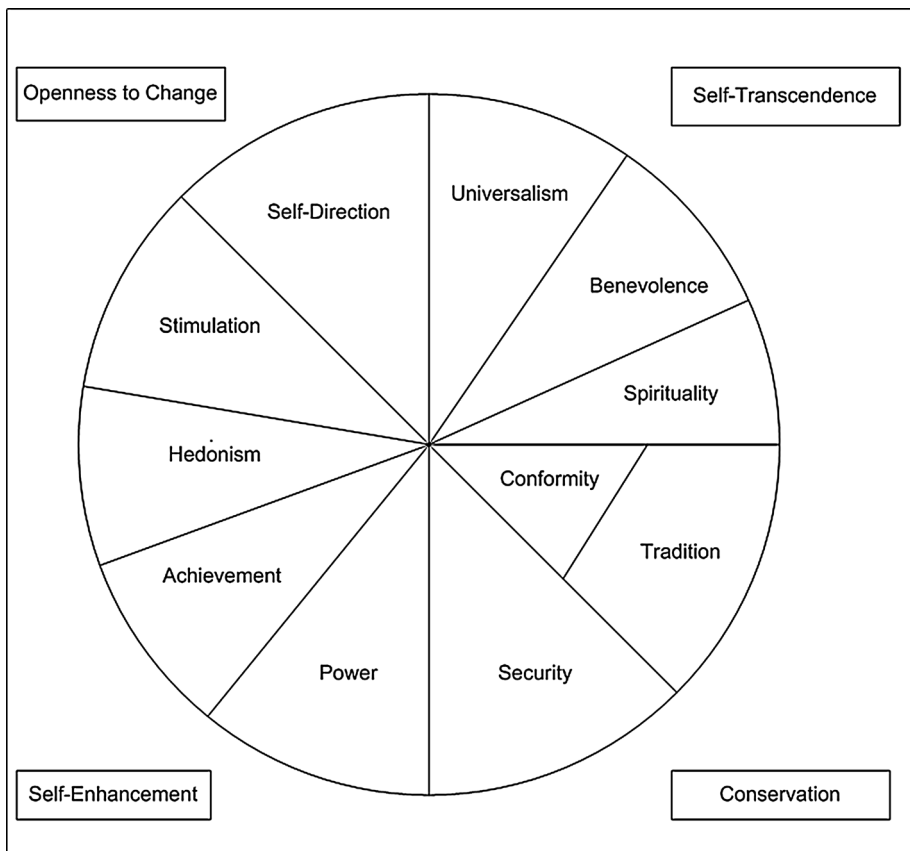 Openness to Change
Self-Transcendence
Self-Direction
Universalism
Stimulation
Benevolence
Spirituality
Hedonism
Conformity
Tradition
Achievement
Power
Security
Self-Enhancement
Conservation